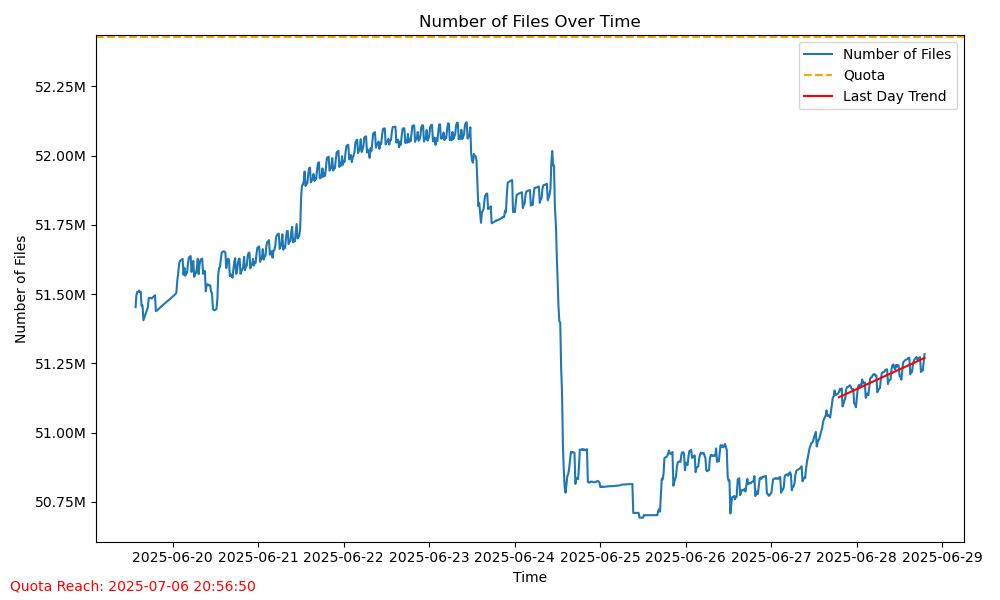 Number of Files Over Time
Number of Files
Quota
Last Day Trend
52.25M
52.00M
51.75M
51.50M
51.25M
51.00M
50.75M
Number of Files
2025-06-20 2025-06-21 2025-06-22 2025-06-23 2025-06-24 2025-06-25 2025-06-26 2025-06-27 2025-06-28 2025-06-29
Time
Quota Reach: 2025-07-06 20:56:50